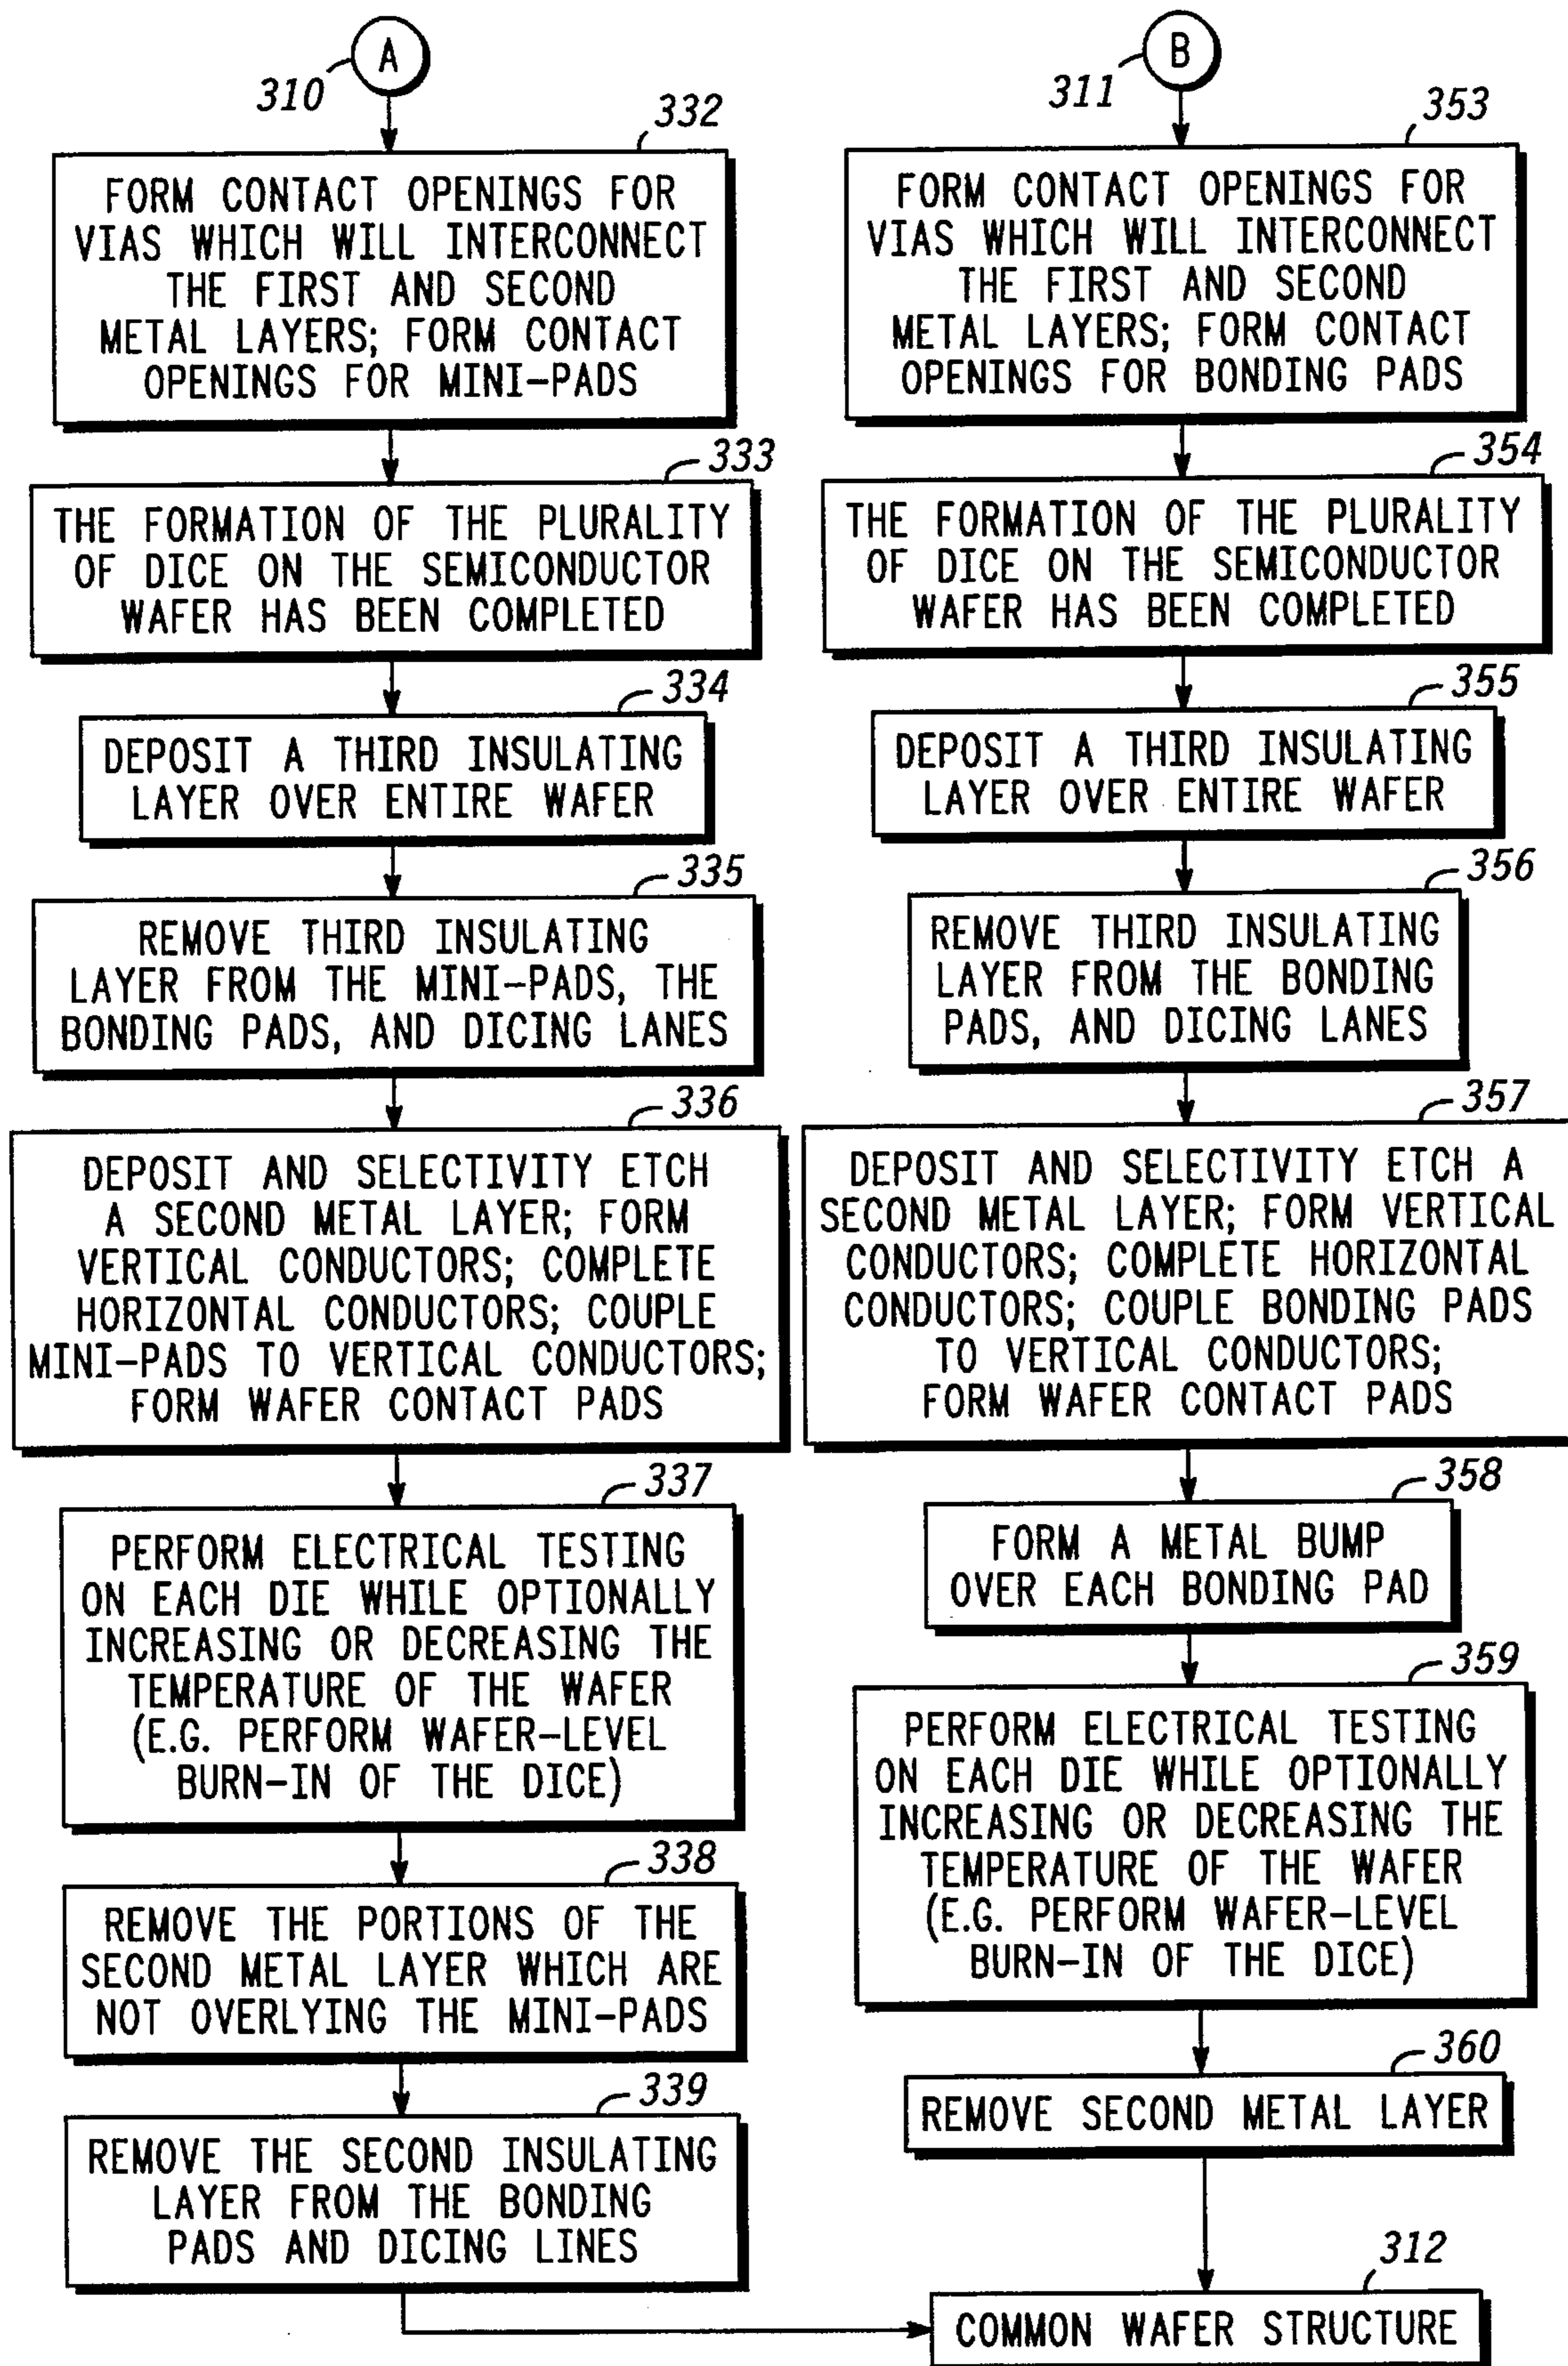 A
310
332
FORM CONTACT OPENINGS FOR
VIAS WHICH WILL INTERCONNECT
THE FIRST AND SECOND
METAL LAYERS; FORM CONTACT
OPENINGS FOR MINI-PADS
333
THE FORMATION OF THE PLURALITY
OF DICE ON THE SEMICONDUCTOR
WAFER HAS BEEN COMPLETED
334
DEPOSIT A THIRD INSULATING
LAYER OVER ENTIRE WAFER
335
REMOVE THIRD INSULATING
LAYER FROM THE MINI-PADS, THE
BONDING PADS, AND DICING LANES
336
DEPOSIT AND SELECTIVITY ETCH
A SECOND METAL LAYER; FORM
VERTICAL CONDUCTORS; COMPLETE
HORIZONTAL CONDUCTORS; COUPLE
MINI-PADS TO VERTICAL CONDUCTORS;
FORM WAFER CONTACT PADS
337
PERFORM ELECTRICAL TESTING
ON EACH DIE WHILE OPTIONALLY
INCREASING OR DECREASING THE
TEMPERATURE OF THE WAFER
(E.G. PERFORM WAFER-LEVEL
BURN-IN OF THE DICE)
338
REMOVE THE PORTIONS OF THE
SECOND METAL LAYER WHICH ARE
NOT OVERLYING THE MINI-PADS
339
REMOVE THE SECOND INSULATING
LAYER FROM THE BONDING
PADS AND DICING LINES
B
311
353
FORM CONTACT OPENINGS FOR
VIAS WHICH WILL INTERCONNECT
THE FIRST AND SECOND
METAL LAYERS; FORM CONTACT
OPENINGS FOR BONDING PADS
354
THE FORMATION OF THE PLURALITY
OF DICE ON THE SEMICONDUCTOR
WAFER HAS BEEN COMPLETED
355
DEPOSIT A THIRD INSULATING
LAYER OVER ENTIRE WAFER
356
REMOVE THIRD INSULATING
LAYER FROM THE BONDING
PADS, AND DICING LANES
357
DEPOSIT AND SELECTIVITY ETCH A
SECOND METAL LAYER; FORM VERTICAL
CONDUCTORS; COMPLETE HORIZONTAL
CONDUCTORS; COUPLE BONDING PADS
TO VERTICAL CONDUCTORS;
FORM WAFER CONTACT PADS
358
FORM A METAL BUMP
OVER EACH BONDING PAD
359
PERFORM ELECTRICAL TESTING
ON EACH DIE WHILE OPTIONALLY
INCREASING OR DECREASING THE
TEMPERATURE OF THE WAFER
(E.G. PERFORM WAFER-LEVEL
BURN-IN OF THE DICE)
360
REMOVE SECOND METAL LAYER
312
COMMON WAFER STRUCTURE